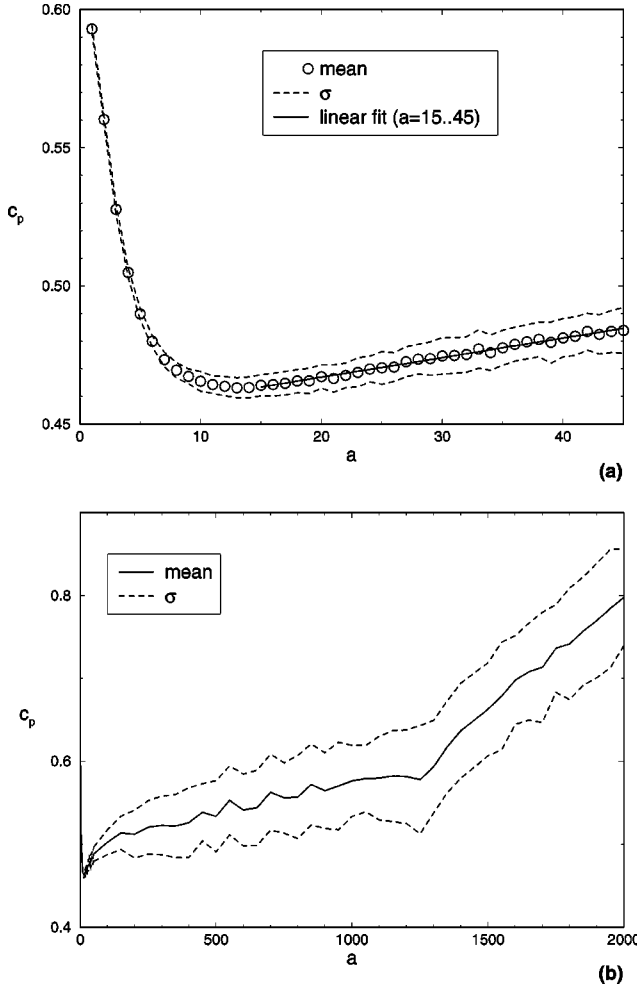 0.60
mean
σ
linear fit (a=15..45)
0.55
c_p
0.50
0.45
0 10 20 30 40
a
(a)
mean
σ
0.8
c_p
0.6
0.4
0 500 1000 1500 2000
a
(b)